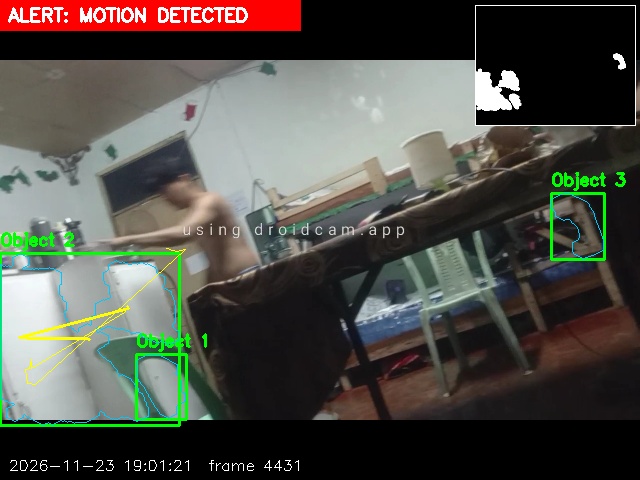 ALERT: MOTION DETECTED
Object 3
using droidcam.app
Object 2
Object 1
2026-11-23 19:01:21 frame 4431